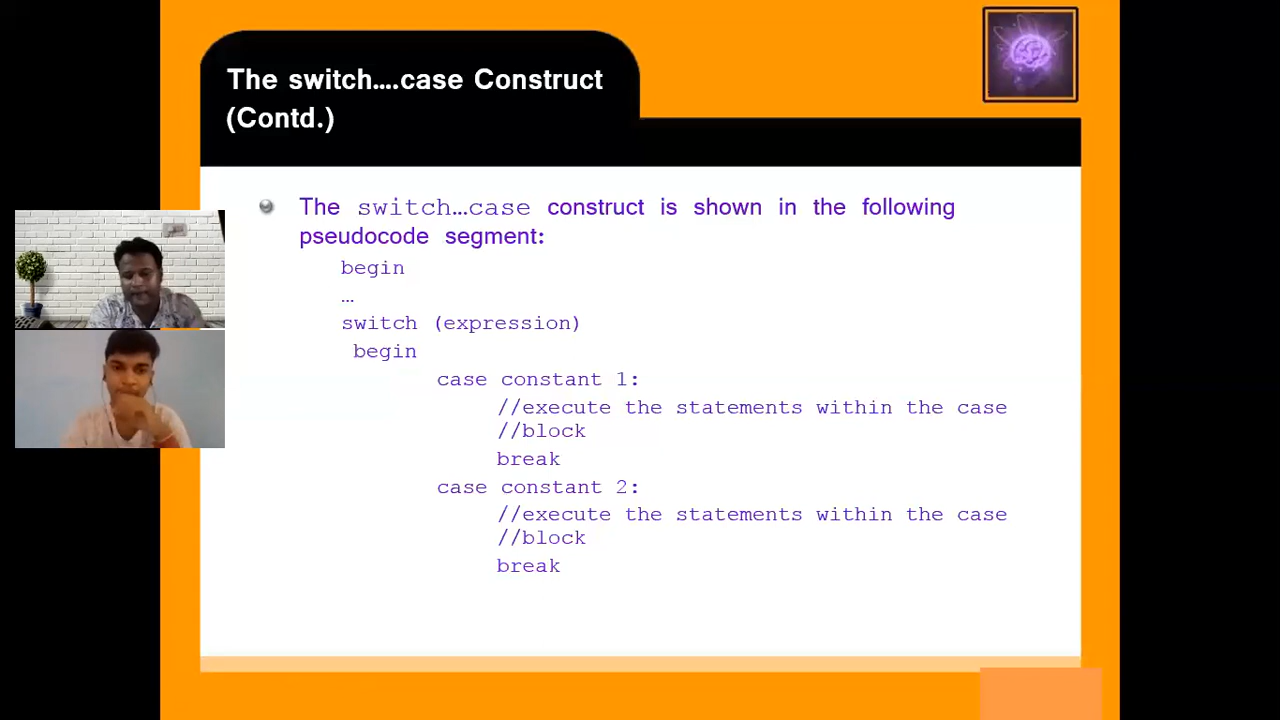 The switch....case Construct
(Contd.)
The switch…case construct is shown in the following
pseudocode segment:
begin
…
switch (expression)
begin
case constant 1:
//execute the statements within the case
//block
break
case constant 2:
//execute the statements within the case
//block
break